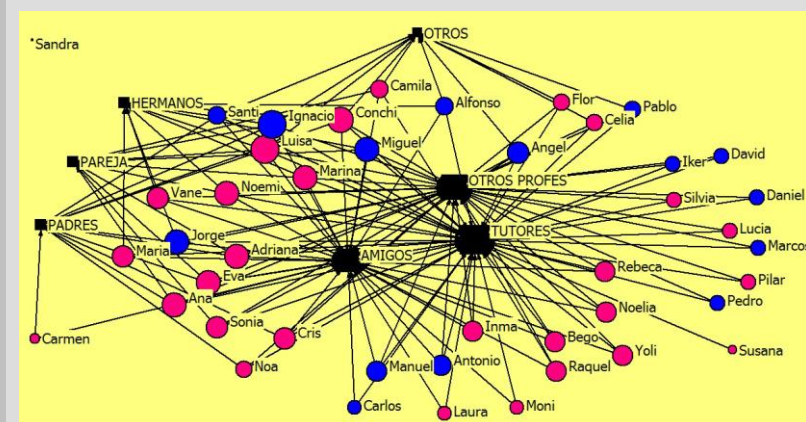 OTROS
Sandra
Camila
HERMANOS
Santi
Ignacio
Conchi
Alfonso
Flor
Pablo
Celia
Luisa
Miguel
Angel
PAREJA
Marina
Iker
David
Vane
Noemi
OTROS PROFES
Silvia
Daniel
PADRES
Jorge
TUTORES
Lucia
Maria
Adriana
AMIGOS
Marcos
Eva
Rebeca
Pilar
Ana
Noelia
Pedro
Sonia
Cris
Inma
Bego
Carmen
Yoli
Susana
Noa
Manuel
Antonio
Raquel
Carlos
Laura
Moni